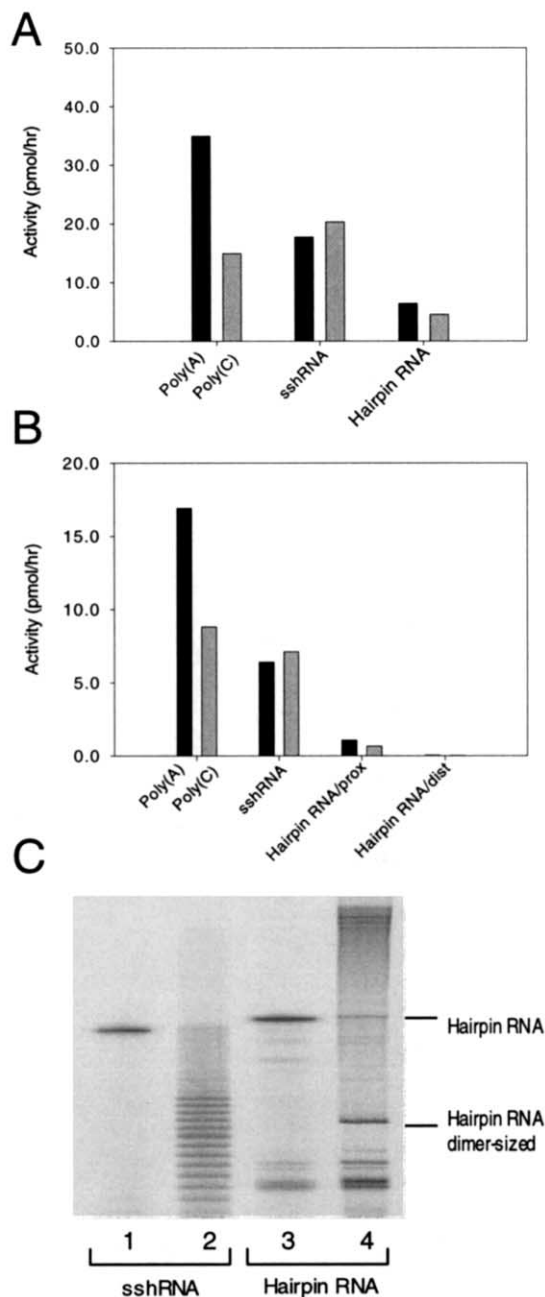 A
50.0
40.0
30.0
20.0
10.0
0.0
Activity (pmol/hr)
Poly(A)
Poly(C)
sshRNA
Hairpin RNA
B
20.0
15.0
10.0
5.0
0.0
Activity (pmol/hr)
Poly(A)
Poly(C)
sshRNA
Hairpin RNA/prox
Hairpin RNA/dist
C
Hairpin RNA
Hairpin RNA
dimer-sized
1 2 3 4
sshRNA Hairpin RNA